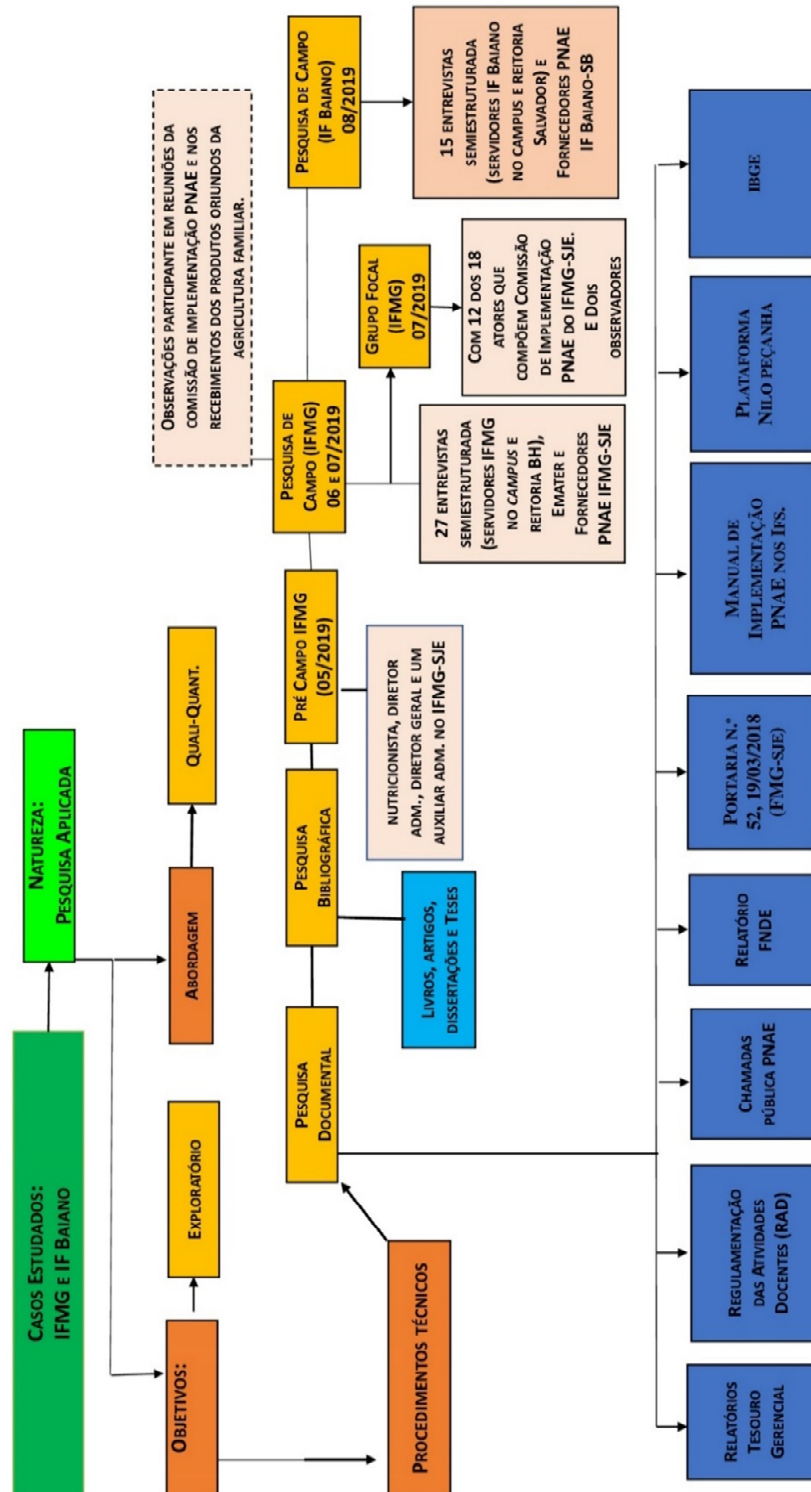 CASOS ESTUDADOS:
IFMG E IF BAIANO
NATUREZA:
PESQUISA APLICADA
OBJETIVOS:
EXPLORATÓRIO
ABORDAGEM
QUALI-QUANT.
OBSERVAÇÕES PARTICIPANTE EM REUNIÕES DA
COMISSÃO DE IMPLEMENTAÇÃO PNAE E NOS
RECEBIMENTOS DOS PRODUTOS ORIUNDOS DA
AGRICULTURA FAMILIAR.
PROCEDIMENTOS TÉCNICOS
PESQUISA
DOCUMENTAL
PESQUISA
BIBLIOGRÁFICA
PRÉ CAMPO IFMG
(05/2019)
PESQUISA DE
CAMPO (IFMG)
06 E 07/2019
PESQUISA DE CAMPO
(IF BAIANO)
08/2019
GRUPO FOCAL
(IFMG)
07/2019
LIVROS, ARTIGOS,
DISSERTAÇÕES E TESES
NUTRICIONISTA, DIRETOR
ADM., DIRETOR GERAL E UM
AUXILIAR ADM. NO IFMG-SJE
27 ENTREVISTAS
SEMIESTRUTURADA
(SERVIDORES IFMG
NO CAMPUS E
REITORIA BH),
EMATER E
FORNECEDORES
PNAE IFMG-SJE
COM 12 DOS 18
ATORES QUE
COMPÕEM COMISSÃO
DE IMPLEMENTAÇÃO
PNAE DO IFMG-SJE.
E DOIS
OBSERVADORES
15 ENTREVISTAS
SEMIESTRUTURADA
(SERVIDORES IF BAIANO
NO CAMPUS E REITORIA
SALVADOR) E
FORNECEDORES PNAE
IF BAIANO-SB
RELATÓRIOS
TESOURO
GERENCIAL
REGULAMENTAÇÃO
DAS ATIVIDADES
DOCENTES (RAD)
CHAMADAS
PÚBLICA PNAE
RELATÓRIO
FNDE
PORTARIA N.º
52, 19/03/2018
(FMG-SJE)
MANUAL DE
IMPLEMENTAÇÃO
PNAE NOS IFS.
PLATAFORMA
NILO PEÇANHA
IBGE